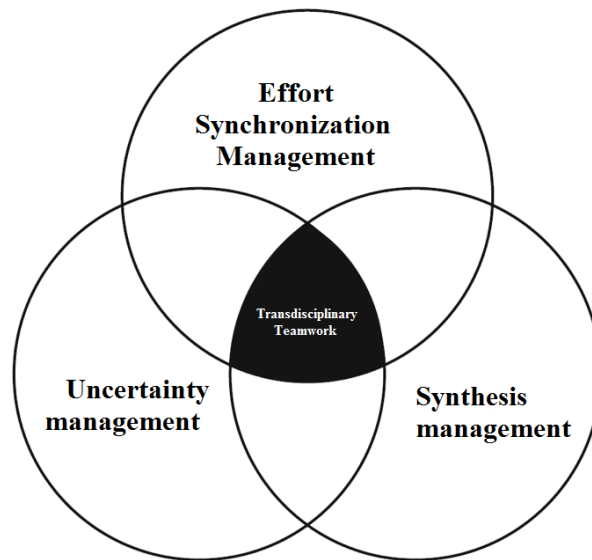 Effort
Synchronization
Management
Transdisciplinary
Teamwork
Uncertainty
management
Synthesis
management